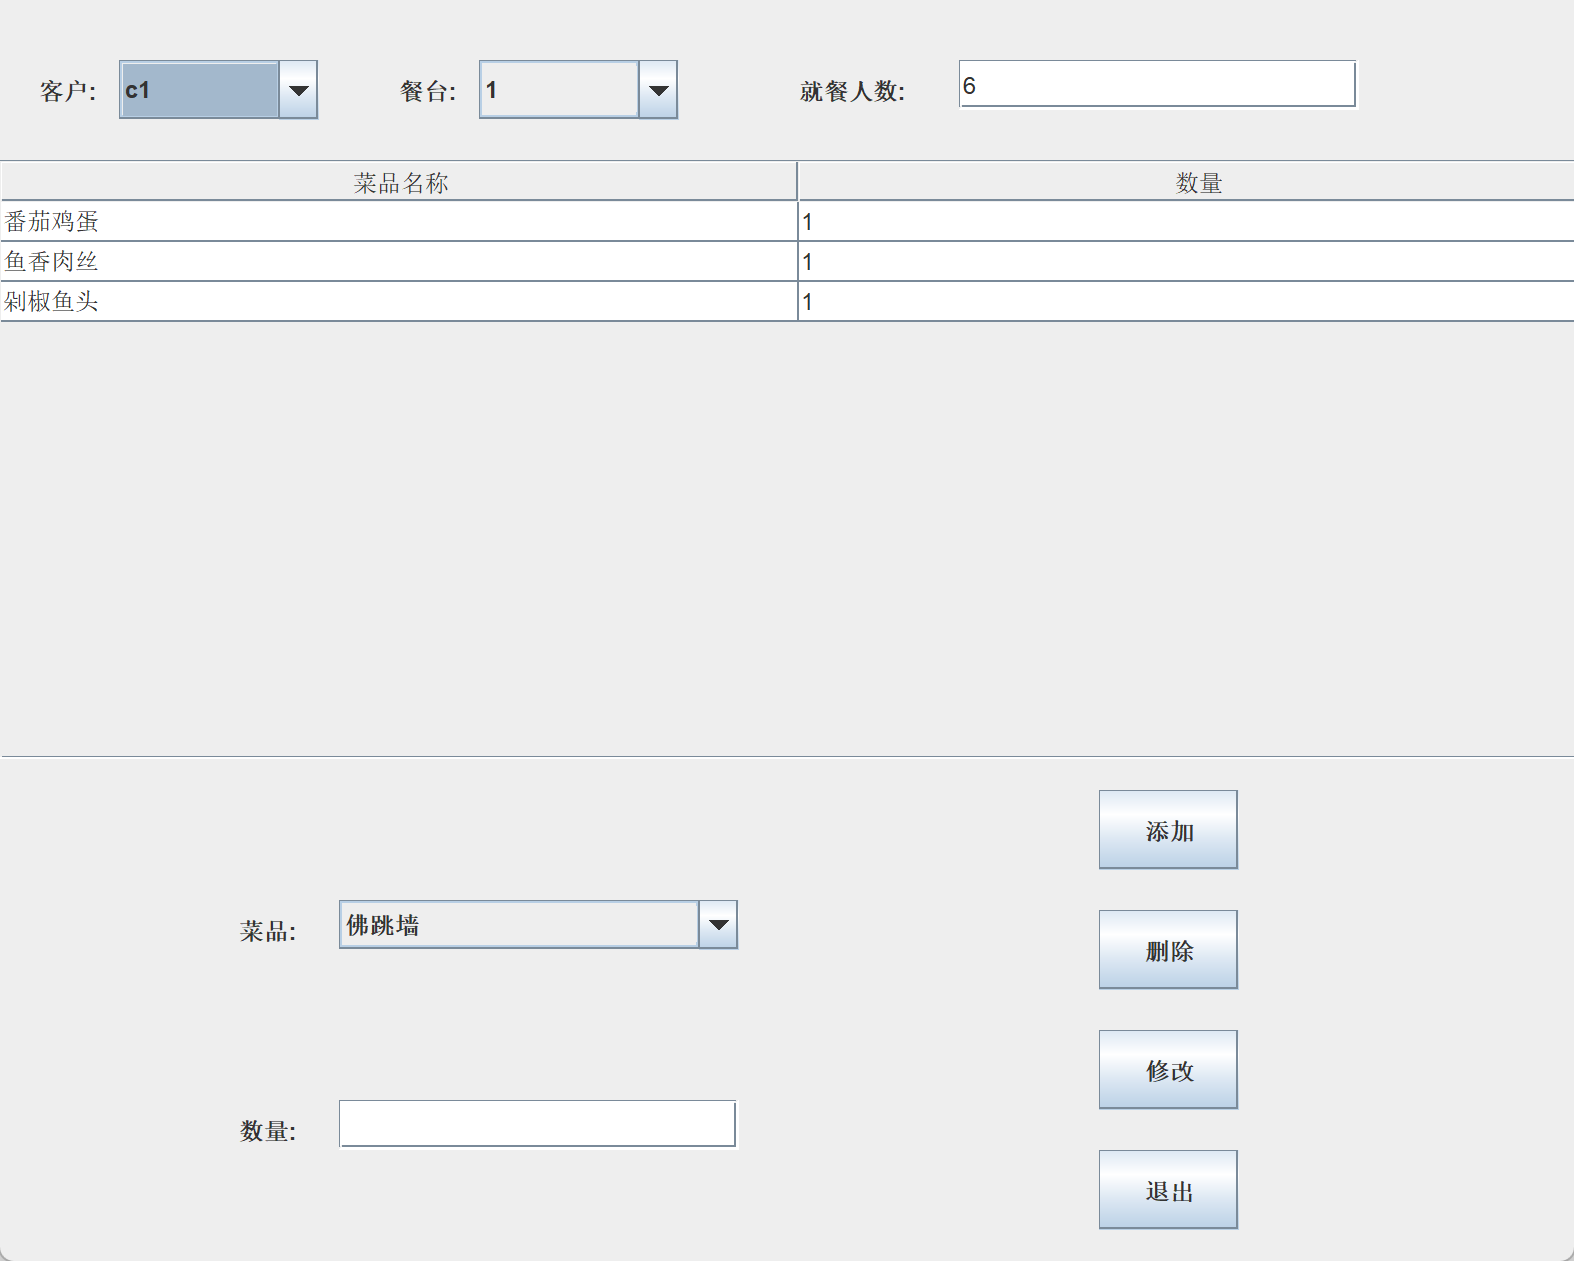 客户: c1 餐台: 1 就餐人数: 6
菜品名称 数量
番茄鸡蛋 1
鱼香肉丝 1
剁椒鱼头 1
添加
菜品: 佛跳墙
删除
修改
数量:
退出